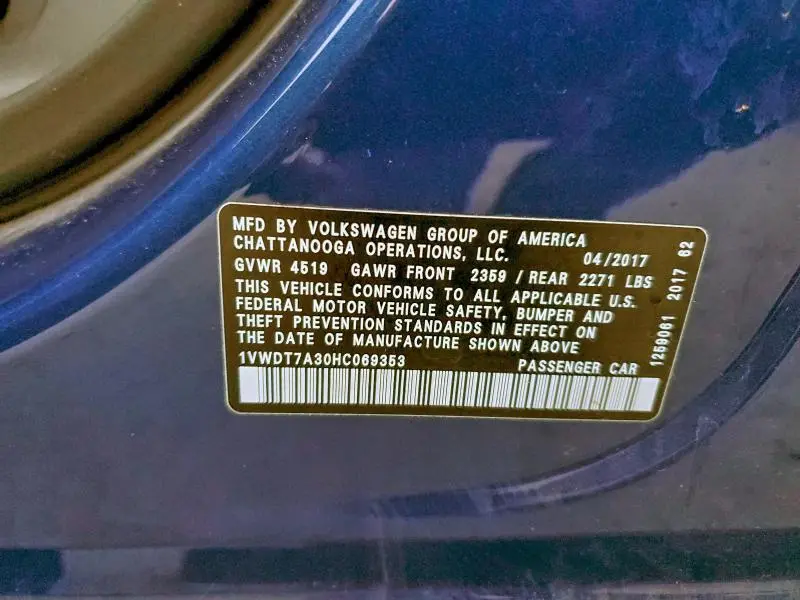 MFD BY VOLKSWAGEN GROUP OF AMERICA
CHATTANOOGA OPERATIONS, LLC. 04/2017
GVWR 4519 GAWR FRONT 2359 / REAR 2271 LBS
THIS VEHICLE CONFORMS TO ALL APPLICABLE U.S.
FEDERAL MOTOR VEHICLE SAFETY, BUMPER AND
THEFT PREVENTION STANDARDS IN EFFECT ON
THE DATE OF MANUFACTURE SHOWN ABOVE
1VWDT7A30HC069353 PASSENGER CAR
1259061 2017 62